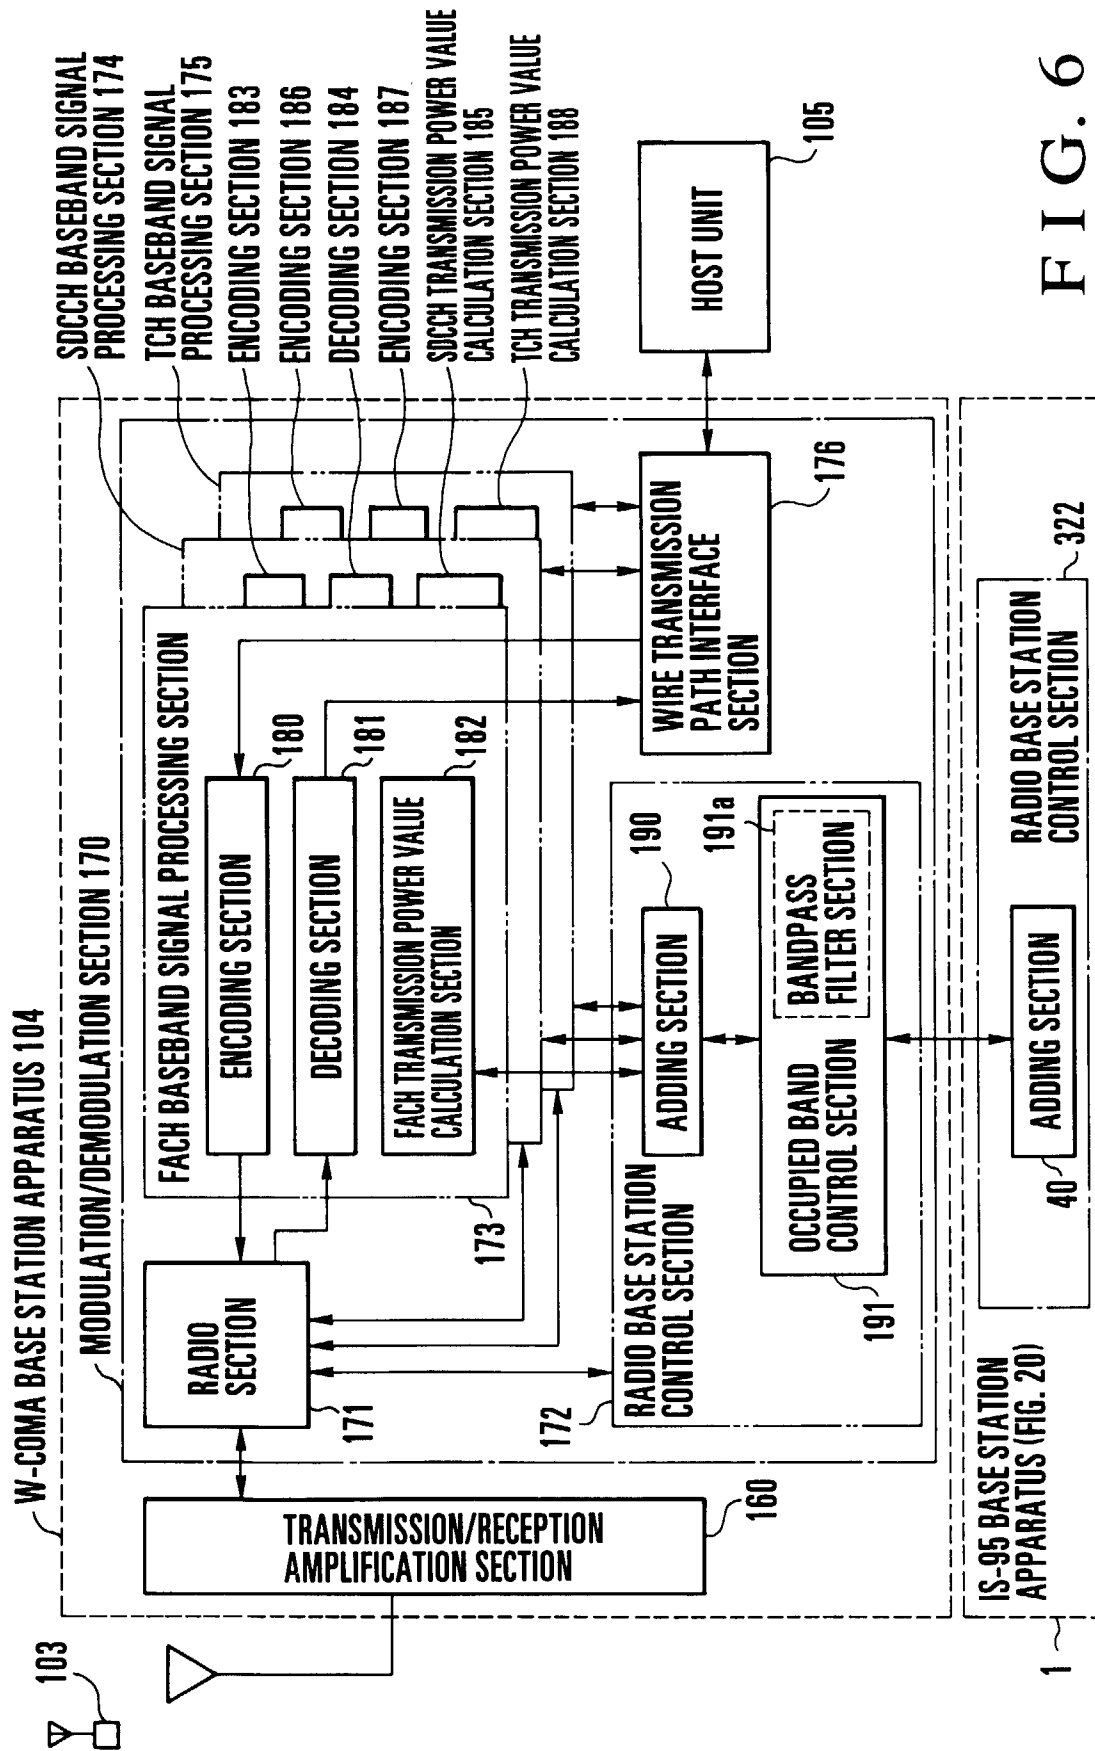 W-COMA BASE STATION APPARATUS 104
MODULATION/DEMODULATION SECTION 170
SDCCH BASEBAND SIGNAL
PROCESSING SECTION 174
TCH BASEBAND SIGNAL
PROCESSING SECTION 175
ENCODING SECTION 183
ENCODING SECTION 186
DECODING SECTION 184
ENCODING SECTION 187
SDCCH TRANSMISSION POWER VALUE
CALCULATION SECTION 185
TCH TRANSMISSION POWER VALUE
CALCULATION SECTION 188
103
TRANSMISSION/RECEPTION
AMPLIFICATION SECTION
160
RADIO
SECTION
171
FACH BASEBAND SIGNAL PROCESSING SECTION
173
ENCODING SECTION
180
DECODING SECTION
181
FACH TRANSMISSION POWER VALUE
CALCULATION SECTION
182
RADIO BASE STATION
CONTROL SECTION
172
ADDING SECTION
190
OCCUPIED BAND
CONTROL SECTION
191
BANDPASS
FILTER SECTION
191a
WIRE TRANSMISSION
PATH INTERFACE
SECTION
176
HOST UNIT
105
IS-95 BASE STATION
APPARATUS (FIG. 20)
1
ADDING SECTION
40
RADIO BASE STATION
CONTROL SECTION
322
FIG. 6